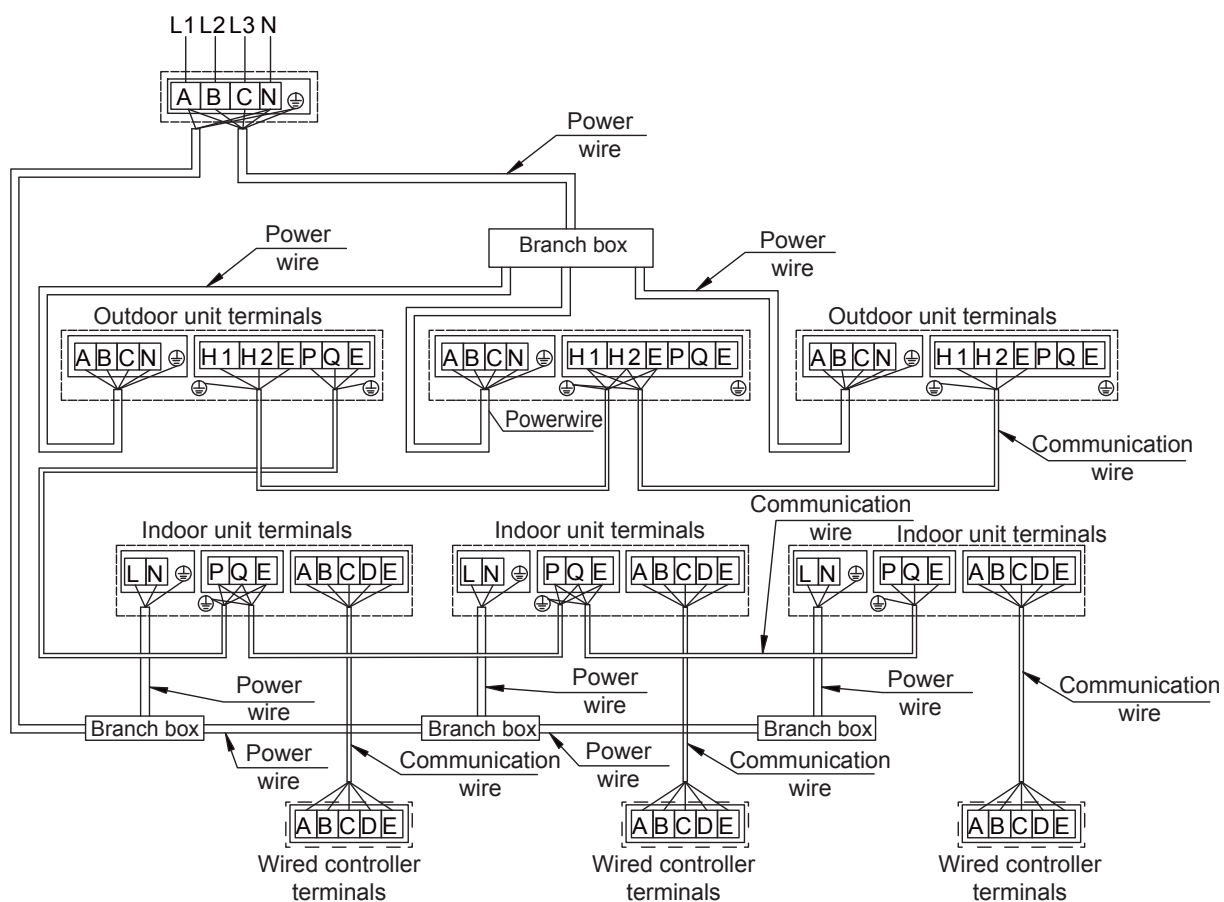 L1 L2 L3 N
A B C N
Power
wire
Branch box
Power
wire
Power
wire
Outdoor unit terminals
Outdoor unit terminals
A B C N
H1 H2 E P Q E
A B C N
H1 H2 E P Q E
A B C N
H1 H2 E P Q E
Powerwire
Communication
wire
Communication
wire
Indoor unit terminals
Indoor unit terminals
Indoor unit terminals
L N
P Q E
A B C D E
L N
P Q E
A B C D E
L N
P Q E
A B C D E
Power
wire
Power
wire
Power
wire
Communication
wire
Branch box
Branch box
Branch box
Power
wire
Communication
wire
Power
wire
Communication
wire
A B C D E
A B C D E
A B C D E
Wired controller
terminals
Wired controller
terminals
Wired controller
terminals